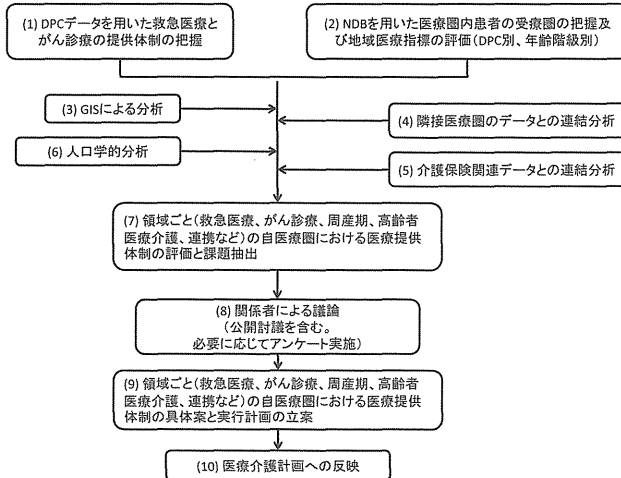 (1) DPCデータを用いた救急医療と
がん診療の提供体制の把握
(2) NDBを用いた医療圏内患者の受療圏の把握
及び地域医療指標の評価(DPC別、年齢階級別)
(3) GISによる分析
(4) 隣接医療圏のデータとの連結分析
(6) 人口学的分析
(5) 介護保険関連データとの連結分析
(7) 領域ごと(救急医療、がん診療、周産期、高齢者
医療介護、連携など)の自医療圏における医療提供
体制の評価と課題抽出
(8) 関係者による議論
(公開討議を含む。
必要に応じてアンケート実施)
(9) 領域ごと(救急医療、がん診療、周産期、高齢者
医療介護、連携など)の自医療圏における医療提供
体制の具体案と実行計画の立案
(10) 医療介護計画への反映